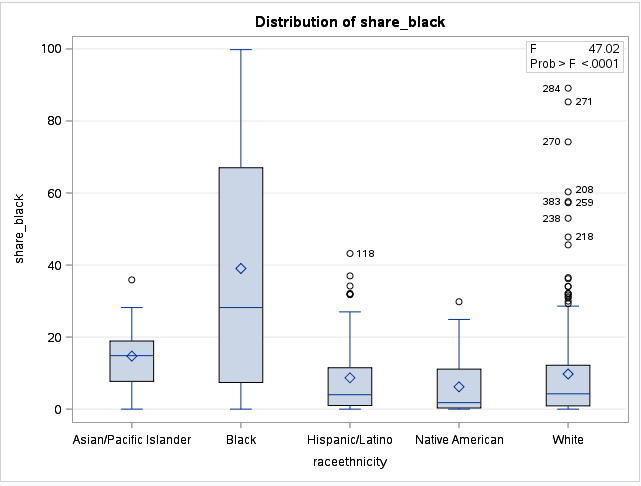 Distribution of share_black
F 47.02
Prob > F <.0001
100
80
60
40
20
0
share_black
284
271
270
208
383
259
238
218
118
Asian/Pacific Islander
Black
Hispanic/Latino
Native American
White
raceethnicity